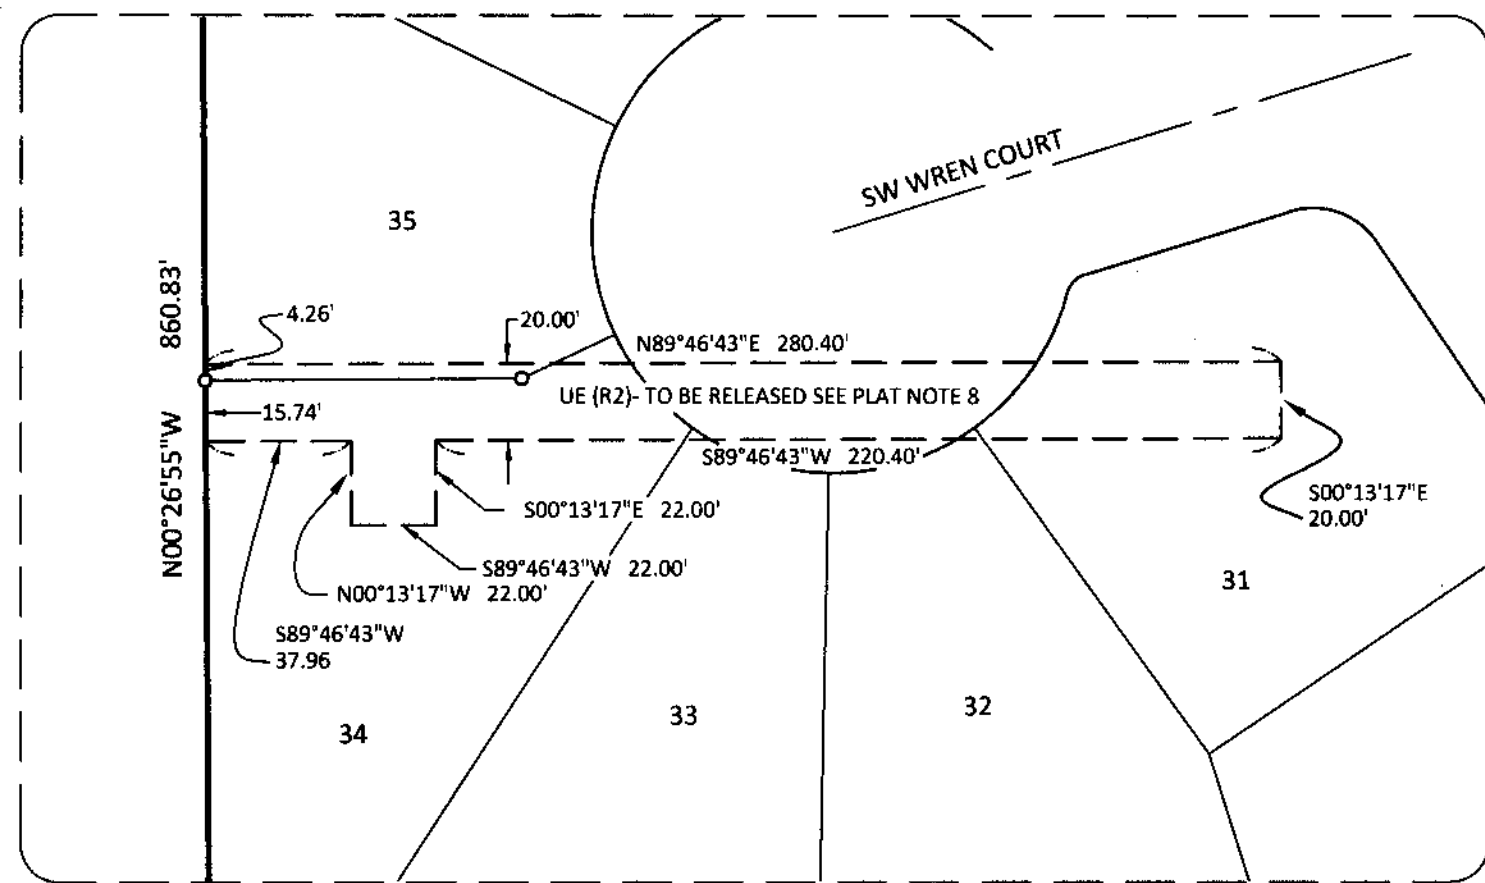 SW WREN COURT
35
860.83'
4.26'
20.00'
N89°46'43"E 280.40'
UE (R2)- TO BE RELEASED SEE PLAT NOTE 8
15.74'
N00°26'55"W
S89°46'43"W 220.40'
S00°13'17"E 22.00'
S00°13'17"E
20.00'
S89°46'43"W 22.00'
N00°13'17"W 22.00'
S89°46'43"W
37.96
31
34
33
32